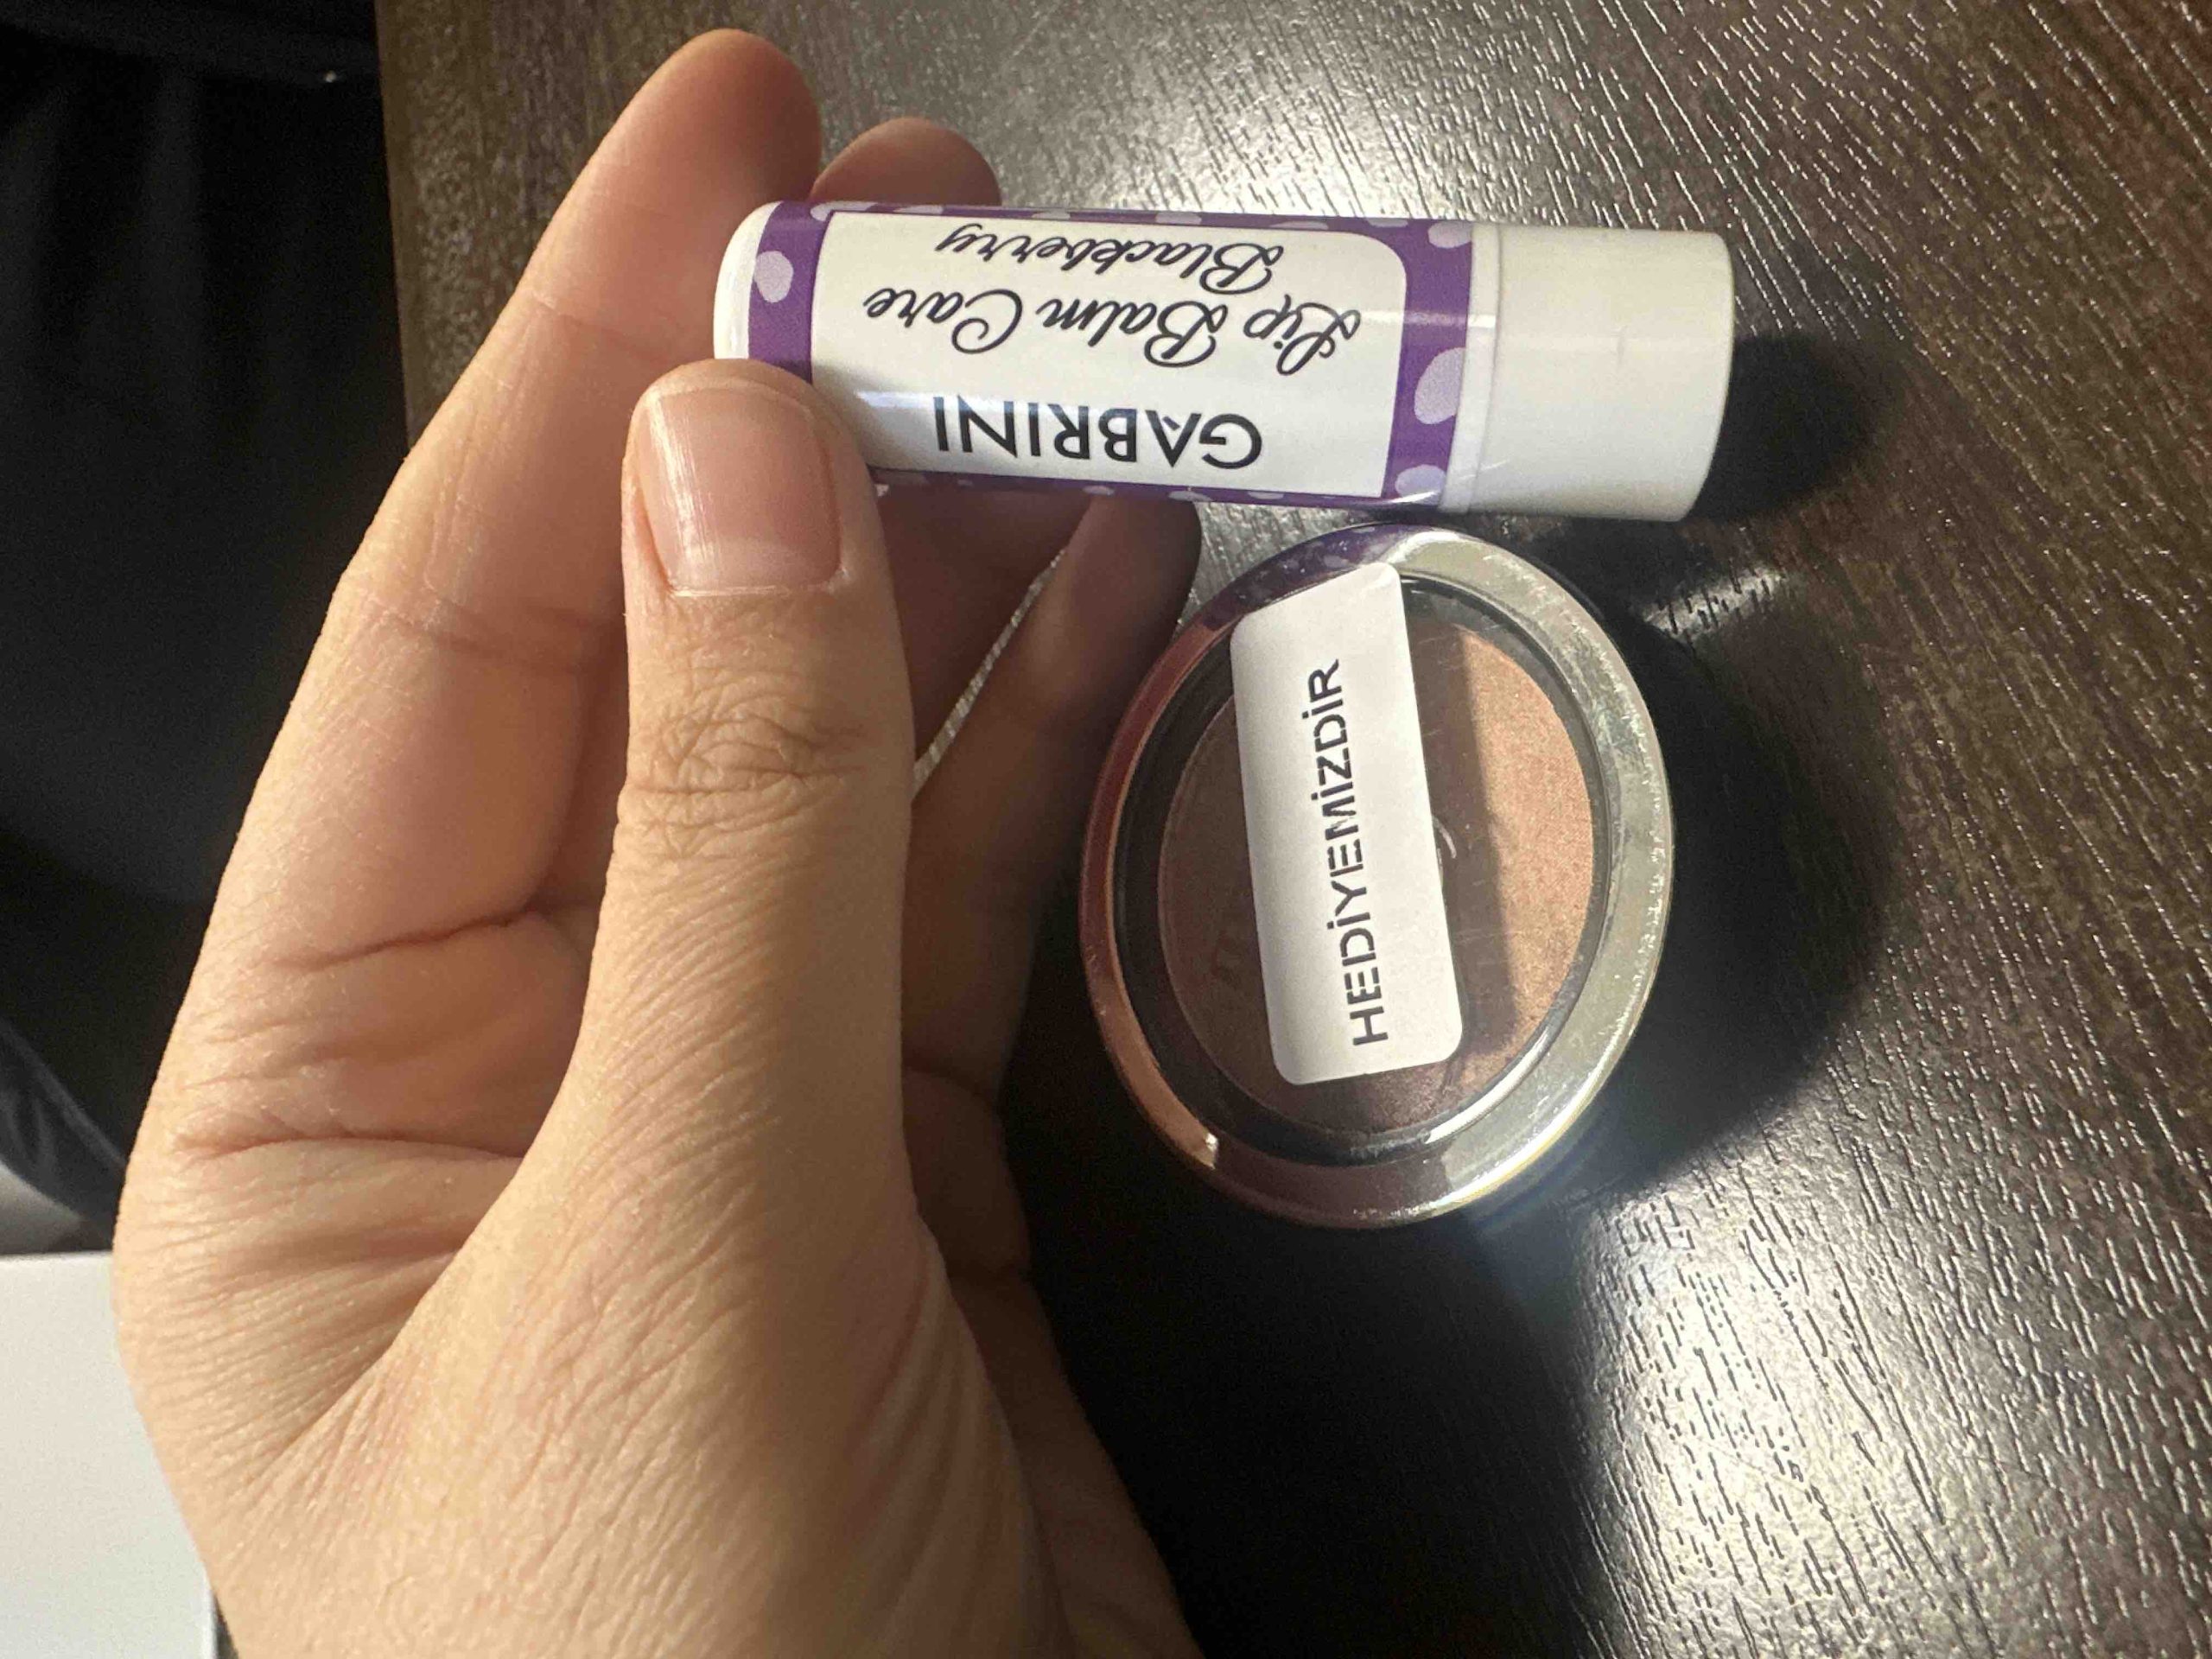 GABRINI
Lip Balm Care
Blackberry
HEDİYEMİZDİR